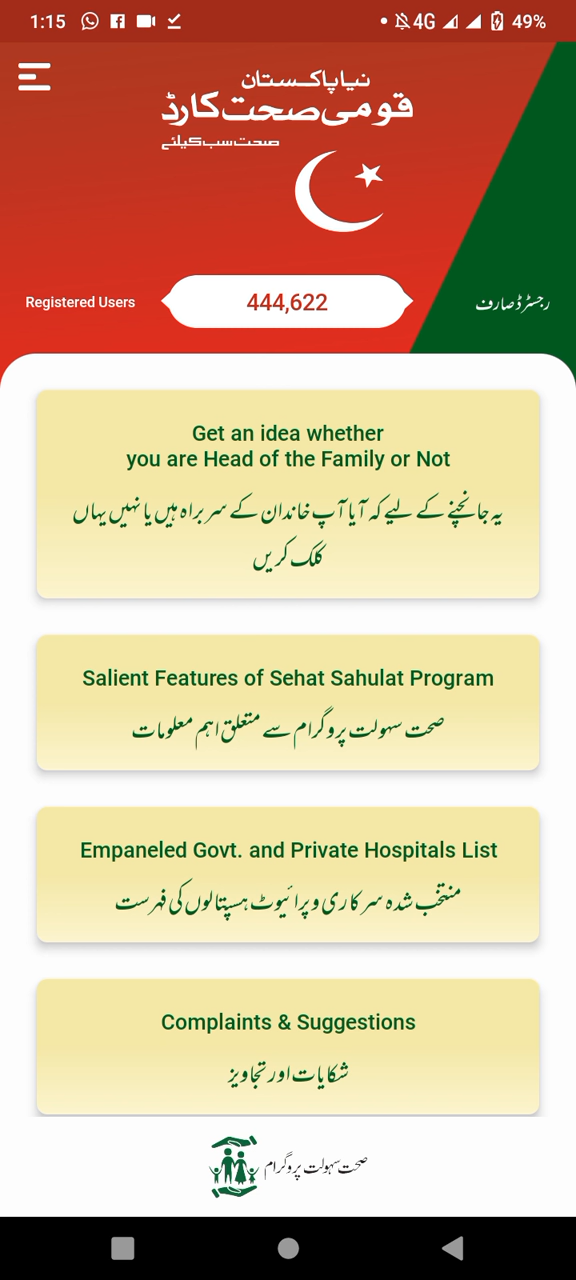 1:15
4G
49%
نیا پاکستان
قومی صحت کارڈ
صحت سب کیلئے
Registered Users
444,622
رجسٹرڈ صارف
Get an idea whether
you are Head of the Family or Not
یہ جانچنے کے لیے کہ آیا آپ خاندان کے سربراہ ہیں یا نہیں یہاں
کلک کریں
Salient Features of Sehat Sahulat Program
صحت سہولت پروگرام سے متعلق اہم معلومات
Empaneled Govt. and Private Hospitals List
منتخب شدہ سرکاری و پرائیوٹ ہسپتالوں کی فہرست
Complaints & Suggestions
شکایات اور تجاویز
صحت سہولت پروگرام